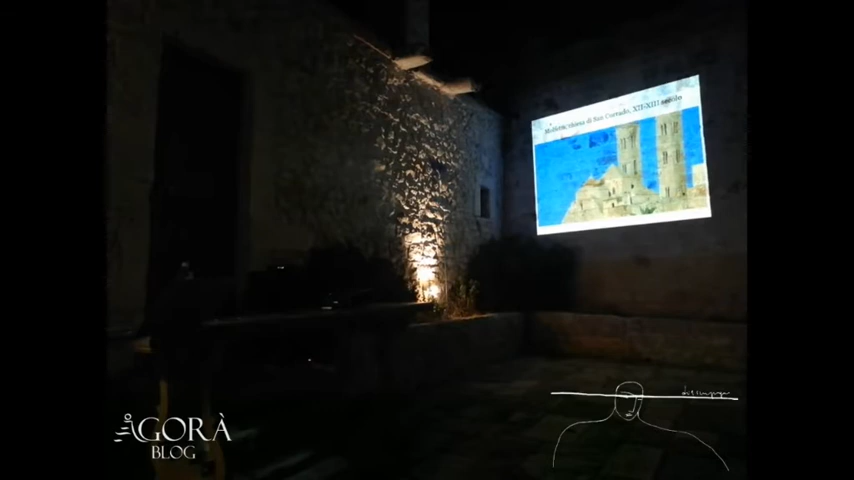 Molfetta, chiesa di San Corrado, XII-XIII secolo
AGORÀ
BLOG